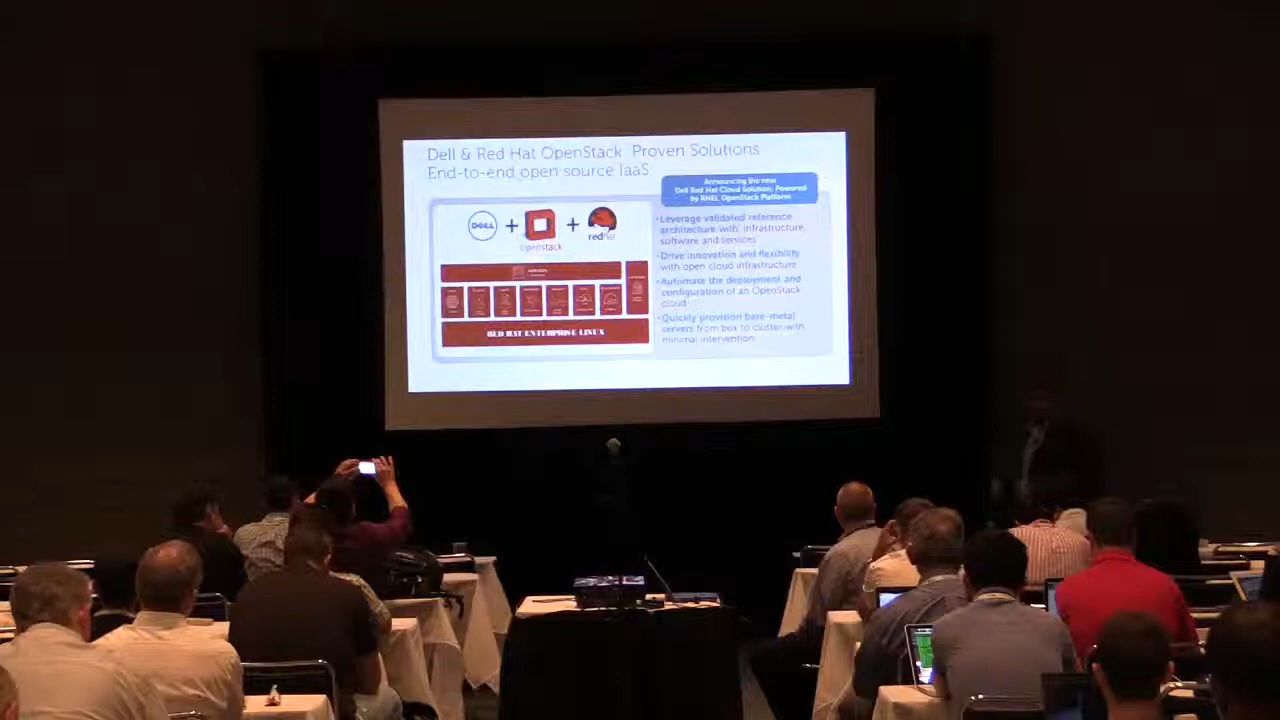 Dell & Red Hat OpenStack Proven Solutions
End-to-end open source IaaS
Announcing the new
Dell Red Hat Cloud Solution, Powered
by RHEL OpenStack Platform
DELL + openstack + redhat
RED HAT ENTERPRISE LINUX
· Leverage validated reference
architecture with infrastructure,
software and services
· Drive innovation and flexibility
with open cloud infrastructure
· Automate the deployment and
configuration of an OpenStack
cloud
· Quickly provision bare-metal
servers from box to cluster with
minimal intervention